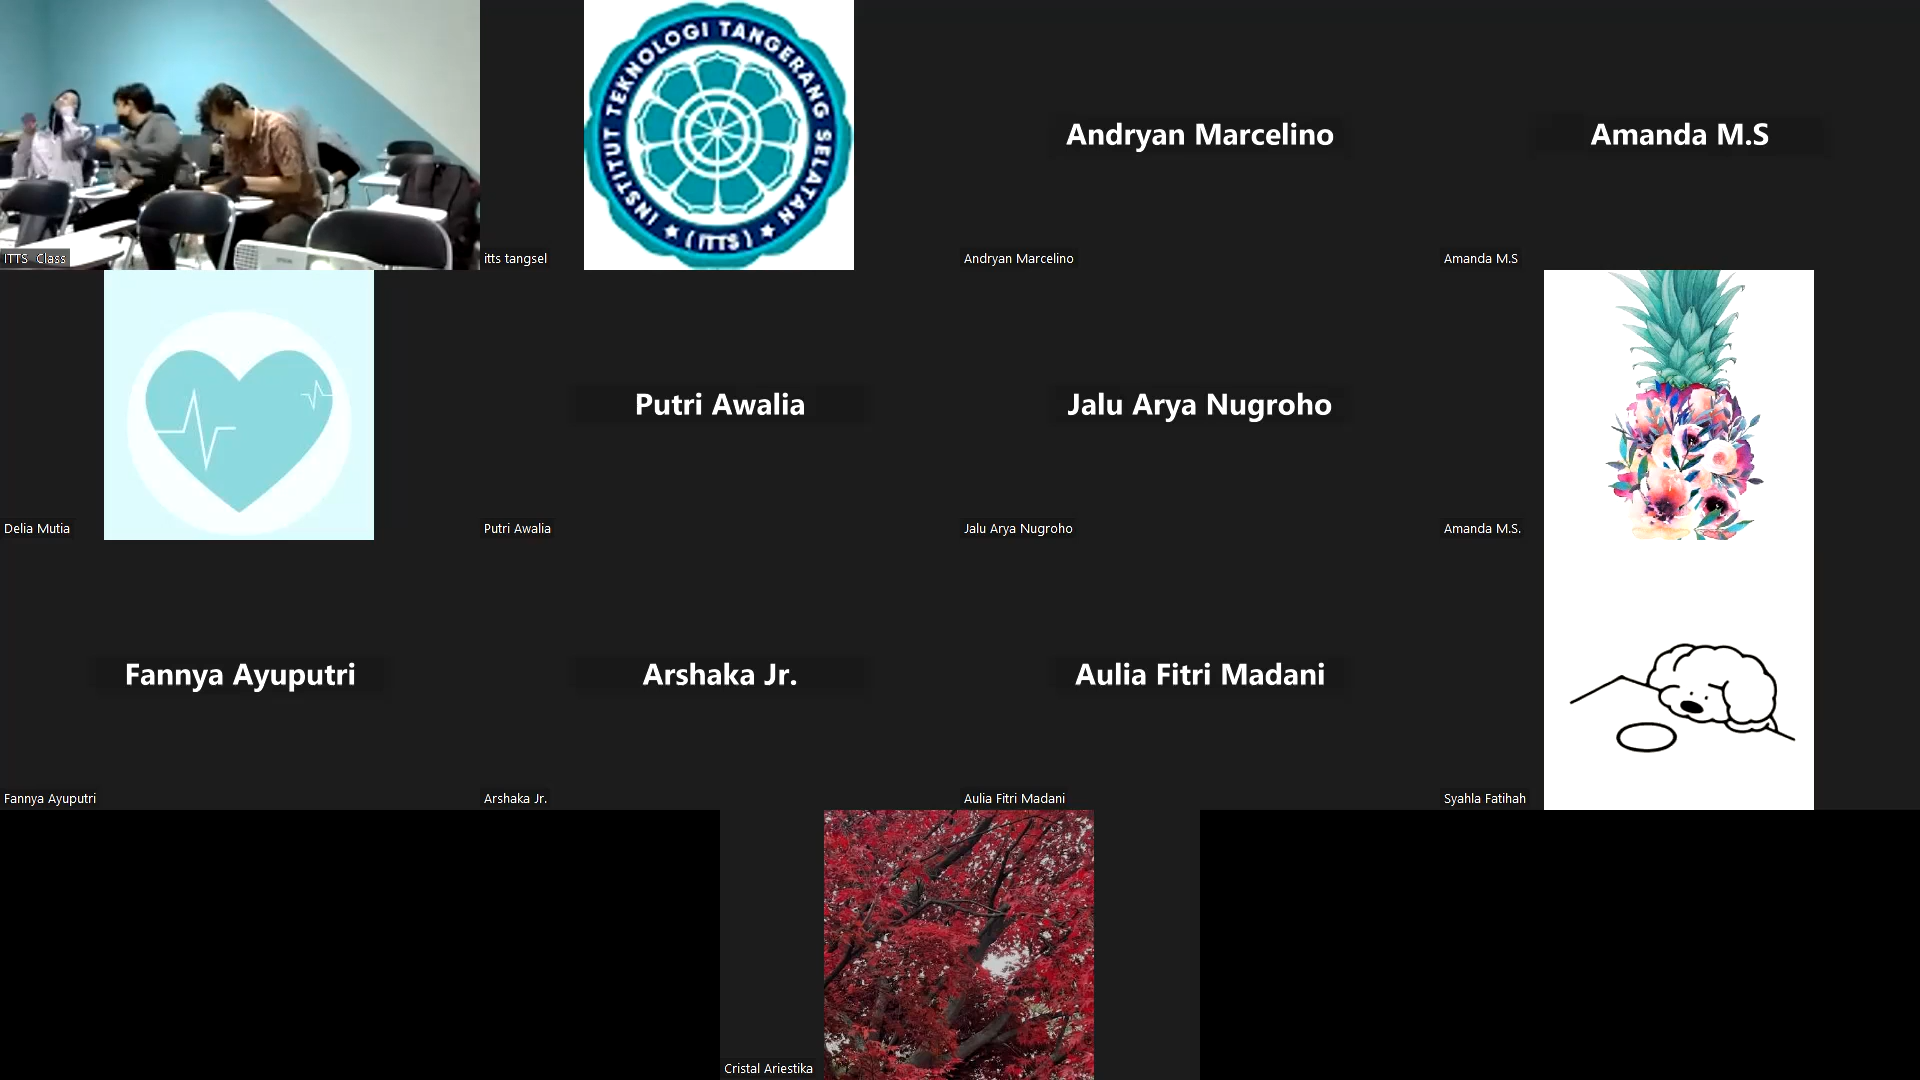 INSTITUT TEKNOLOGI TANGERANG SELATAN
(ITTS)
Andryan Marcelino
Amanda M.S
ITTS Class
itts tangsel
Andryan Marcelino
Amanda M.S
Putri Awalia
Jalu Arya Nugroho
Delia Mutia
Putri Awalia
Jalu Arya Nugroho
Amanda M.S.
Fannya Ayuputri
Arshaka Jr.
Aulia Fitri Madani
Fannya Ayuputri
Arshaka Jr.
Aulia Fitri Madani
Syahla Fatihah
Cristal Ariestika